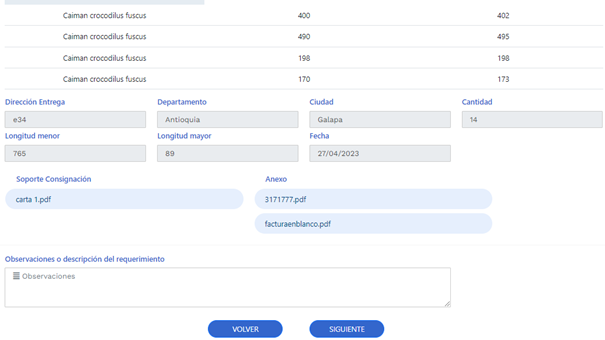 Caiman crocodilus fuscus 400 402
Caiman crocodilus fuscus 490 495
Caiman crocodilus fuscus 198 198
Caiman crocodilus fuscus 170 173
Dirección Entrega Departamento Ciudad Cantidad
e34 Antioquia Galapa 14
Longitud menor Longitud mayor Fecha
765 89 27/04/2023
Soporte Consignación Anexo
carta 1.pdf 3171777.pdf
facturaenblanco.pdf
Observaciones o descripción del requerimiento
Observaciones
VOLVER SIGUIENTE